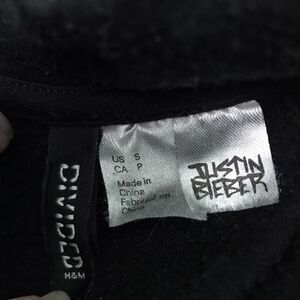 DIVIDED
H&M
US S
CA P
Made in
China
Fabriqué en
Chine
JUSTIN
BIEBER